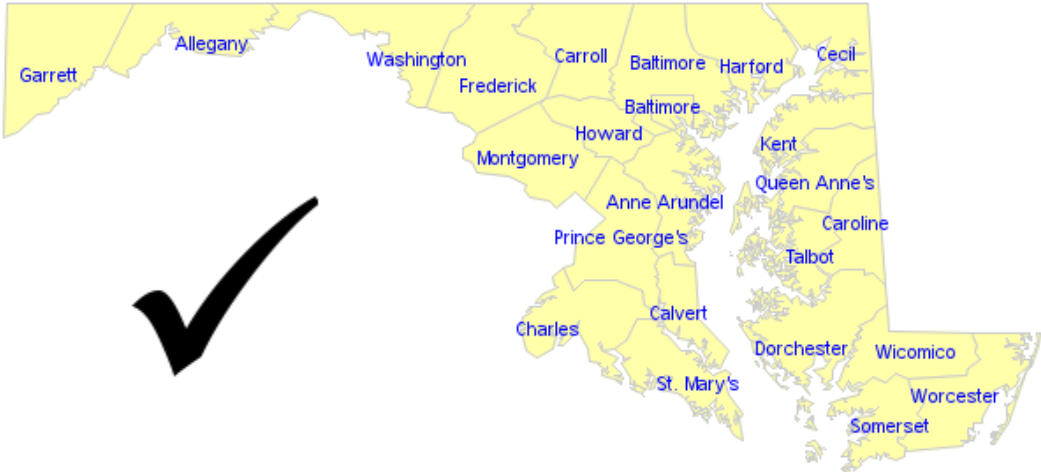 Garrett
Allegany
Washington
Frederick
Carroll
Baltimore
Harford
Cecil
Baltimore
Howard
Montgomery
Kent
Queen Anne's
Anne Arundel
Caroline
Prince George's
Talbot
Calvert
Charles
Dorchester
Wicomico
St. Mary's
Worcester
Somerset